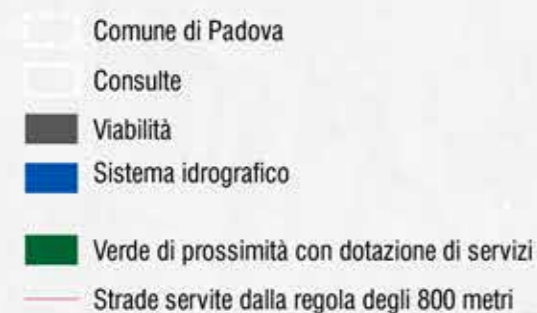 Comune di Padova
Consulte
Viabilità
Sistema idrografico
Verde di prossimità con dotazione di servizi
Strade servite dalla regola degli 800 metri